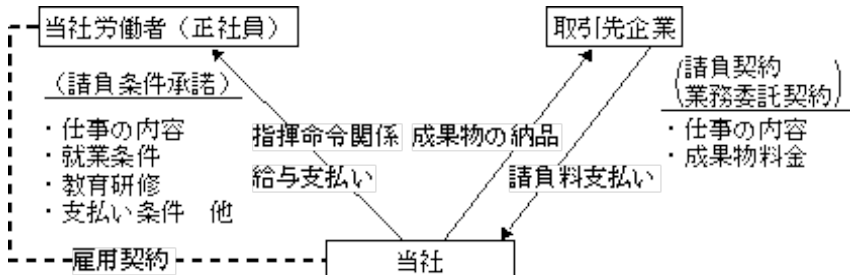 当社労働者（正社員）
取引先企業
（請負条件承諾）
・仕事の内容
・就業条件
・教育研修
・支払い条件　他
指揮命令関係
給与支払い
成果物の納品
請負料支払い
（請負契約
業務委託契約）
・仕事の内容
・成果物料金
雇用契約
当社